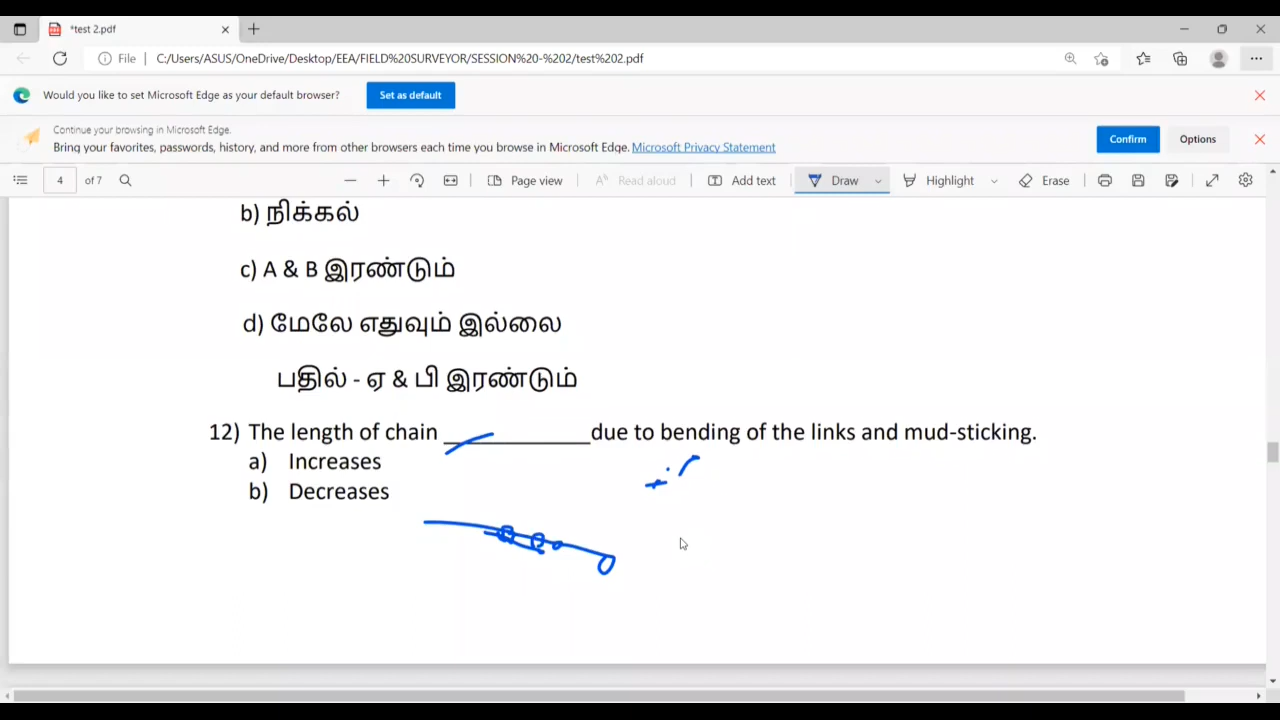 *test 2.pdf
File C:/Users/ASUS/OneDrive/Desktop/EEA/FIELD%20SURVEYOR/SESSION%20-%202/test%202.pdf
Would you like to set Microsoft Edge as your default browser? Set as default
Continue your browsing in Microsoft Edge.
Bring your favorites, passwords, history, and more from other browsers each time you browse in Microsoft Edge. Microsoft Privacy Statement Confirm Options
4 of 7 Page view Read aloud Add text Draw Highlight Erase
b) நிக்கல்
c) A & B இரண்டும்
d) மேலே எதுவும் இல்லை
பதில் - ஏ & பி இரண்டும்
12) The length of chain ____________ due to bending of the links and mud-sticking.
a) Increases
b) Decreases